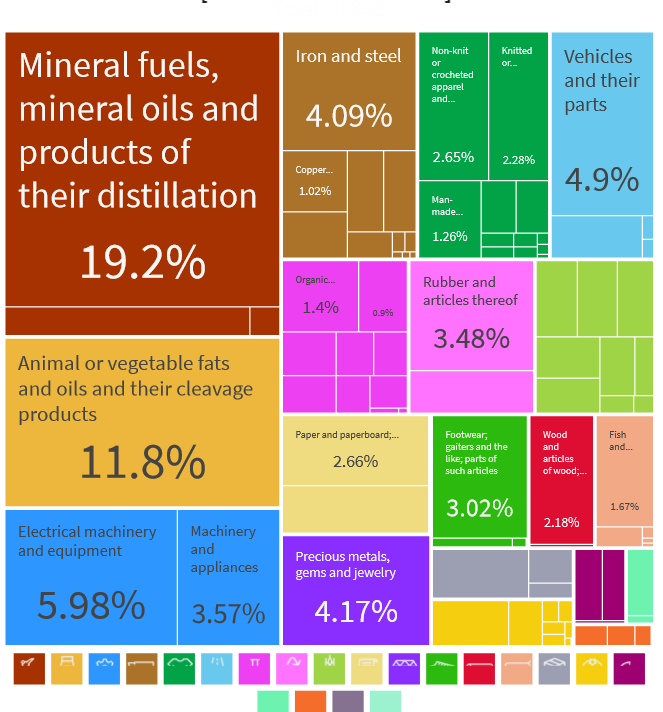 Mineral fuels,
mineral oils and
products of
their distillation
19.2%
Animal or vegetable fats
and oils and their cleavage
products
11.8%
Electrical machinery
and equipment
5.98%
Machinery
and
appliances
3.57%
Iron and steel
4.09%
Copper...
1.02%
Non-knit
or
crocheted
apparel
and...
2.65%
Knitted
or...
2.28%
Man-
made...
1.26%
Vehicles
and their
parts
4.9%
Organic...
1.4%
0.9%
Rubber and
articles thereof
3.48%
Paper and paperboard;...
2.66%
Footwear;
gaiters and the
like; parts of
such articles
3.02%
Wood
and
articles
of wood;...
2.18%
Fish
and...
1.67%
Precious metals,
gems and jewelry
4.17%